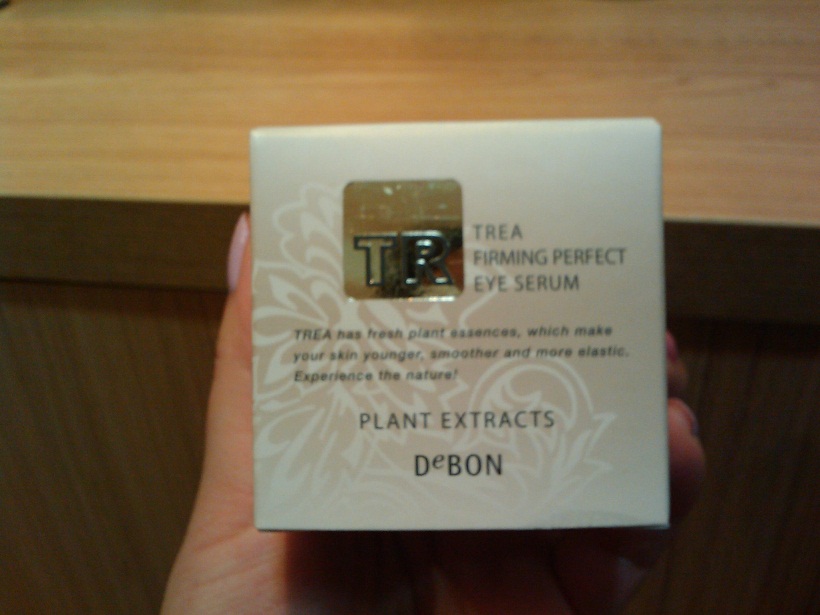 TR
TREA
FIRMING PERFECT
EYE SERUM
TREA has fresh plant essences, which make
your skin younger, smoother and more elastic.
Experience the nature!
PLANT EXTRACTS
DeBON